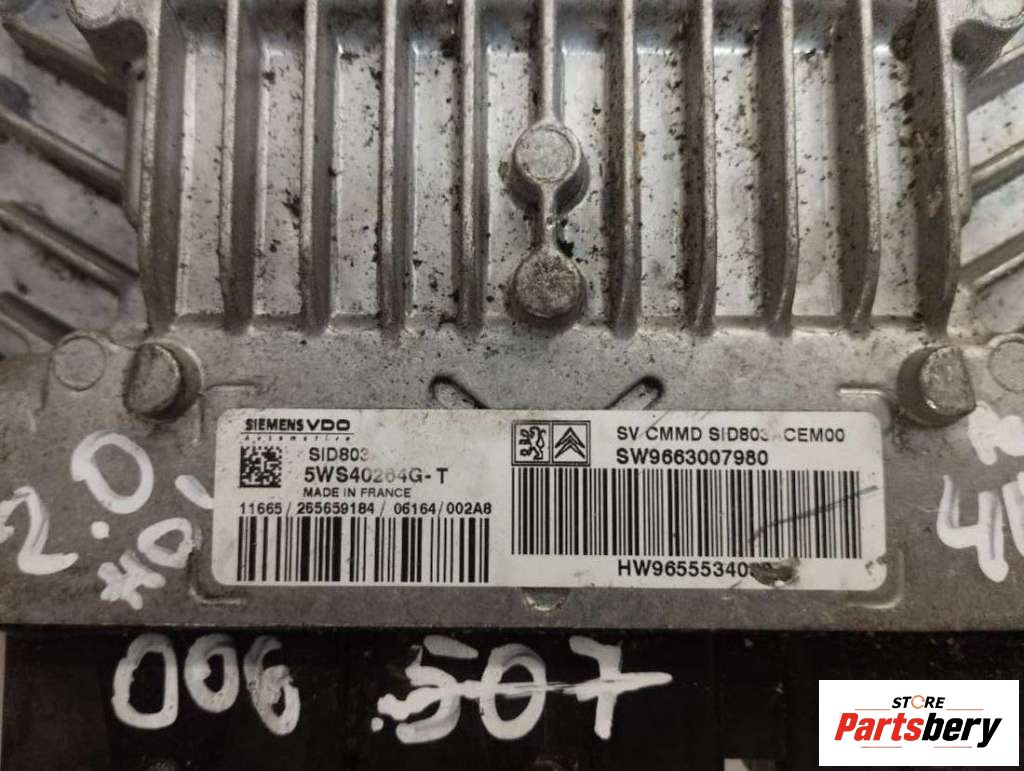 SIEMENS VDO
Automotive
SID803
5WS40264G-T
MADE IN FRANCE
11665/265659184/06164/002A8
SV CMMD SID803 CEM00
SW9663007980
HW96555340
2.0
006 507
STORE
Partsbery